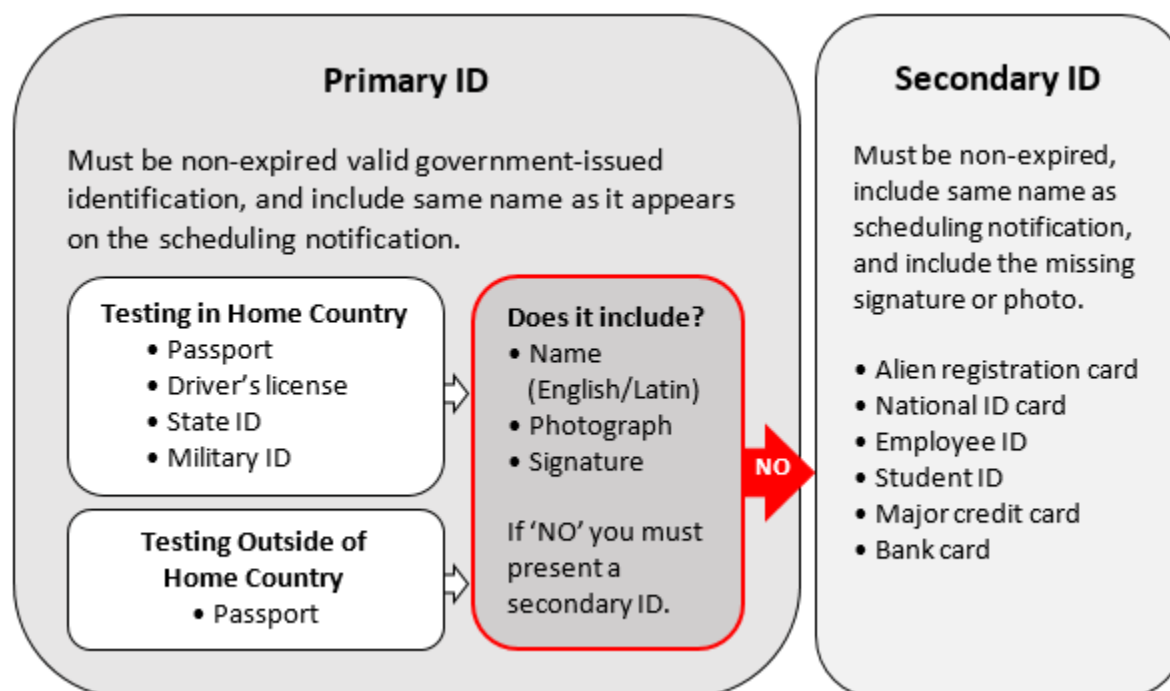 Primary ID
Must be non-expired valid government-issued
identification, and include same name as it appears
on the scheduling notification.
Testing in Home Country
• Passport
• Driver's license
• State ID
• Military ID
Testing Outside of
Home Country
• Passport
Does it include?
• Name
(English/Latin)
• Photograph
• Signature
If ‘NO’ you must
present a
secondary ID.
NO
Secondary ID
Must be non-expired,
include same name as
scheduling notification,
and include the missing
signature or photo.
• Alien registration card
• National ID card
• Employee ID
• Student ID
• Major credit card
• Bank card